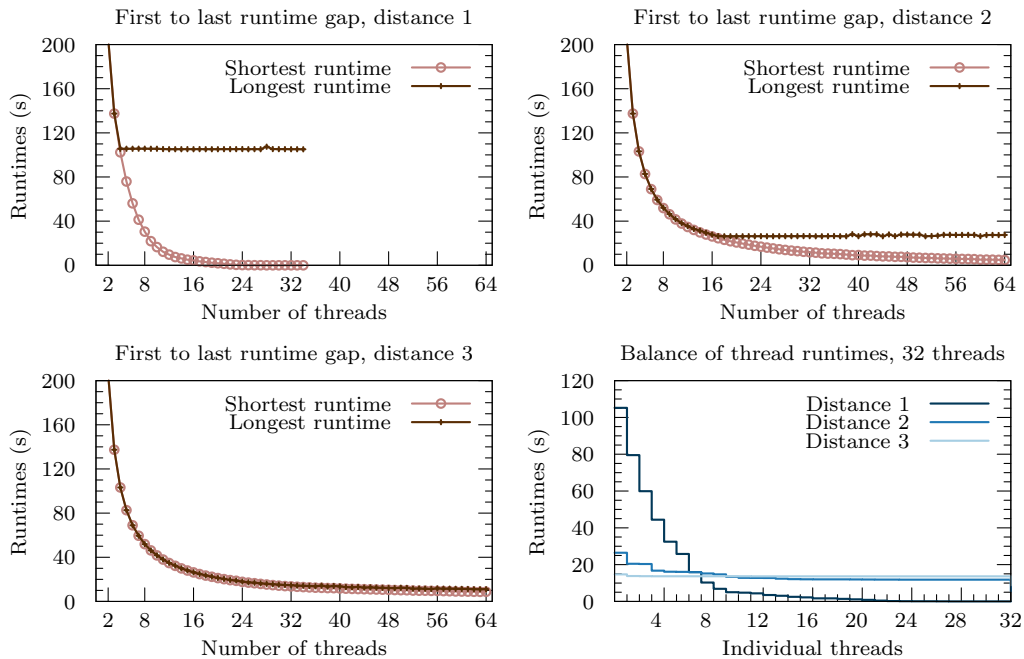 First to last runtime gap, distance 1
Runtimes (s)
200
160
120
80
40
0
Shortest runtime
Longest runtime
2 8 16 24 32 40 48 56 64
Number of threads
First to last runtime gap, distance 2
Runtimes (s)
200
160
120
80
40
0
Shortest runtime
Longest runtime
2 8 16 24 32 40 48 56 64
Number of threads
First to last runtime gap, distance 3
Runtimes (s)
200
160
120
80
40
0
Shortest runtime
Longest runtime
2 8 16 24 32 40 48 56 64
Number of threads
Balance of thread runtimes, 32 threads
Runtimes (s)
120
100
80
60
40
20
0
Distance 1
Distance 2
Distance 3
4 8 12 16 20 24 28 32
Individual threads